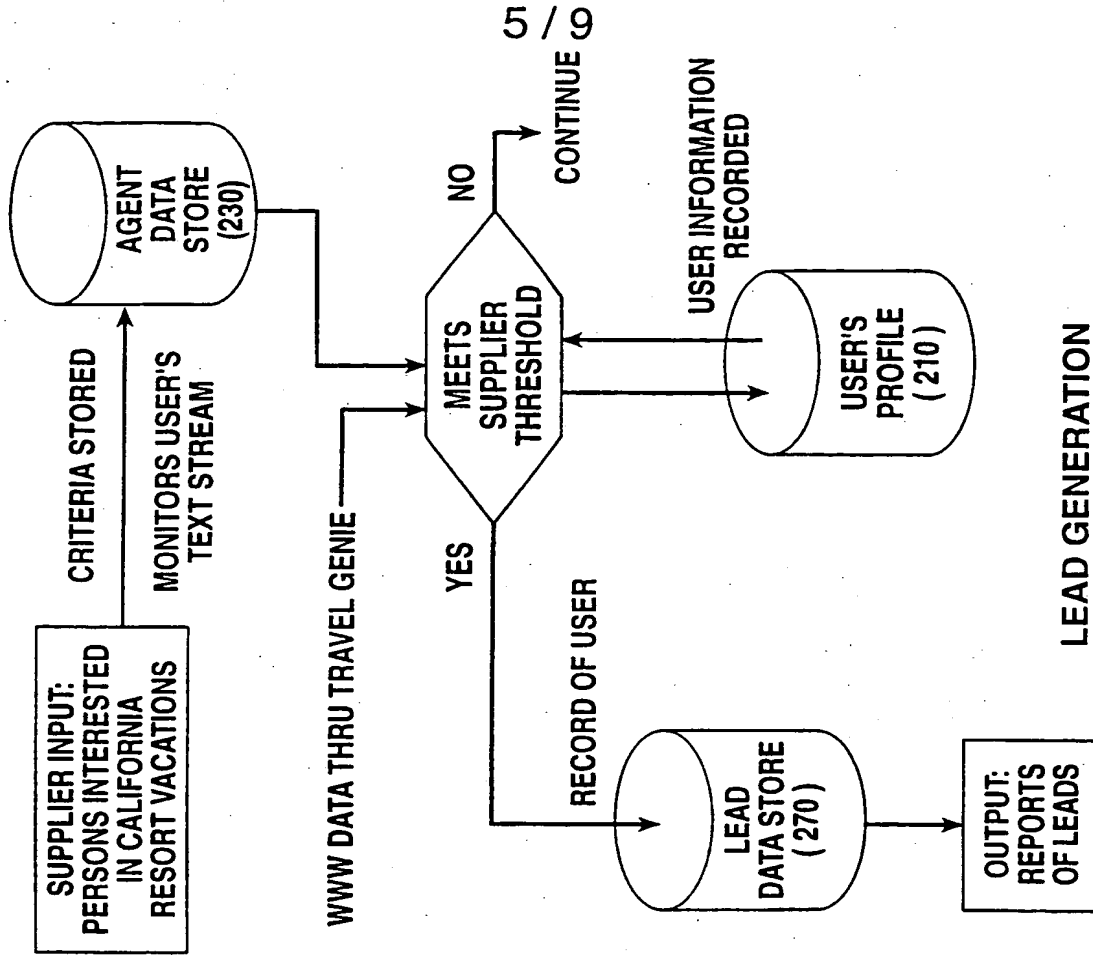 5 / 9
SUPPLIER INPUT:
PERSONS INTERESTED
IN CALIFORNIA
RESORT VACATIONS
CRITERIA STORED
MONITORS USER'S
TEXT STREAM
AGENT
DATA
STORE
(230)
WWW DATA THRU TRAVEL GENIE
MEETS
SUPPLIER
THRESHOLD
NO
CONTINUE
YES
RECORD OF USER
USER INFORMATION
RECORDED
USER'S
PROFILE
( 210 )
LEAD
DATA STORE
( 270 )
OUTPUT:
REPORTS
OF LEADS
LEAD GENERATION